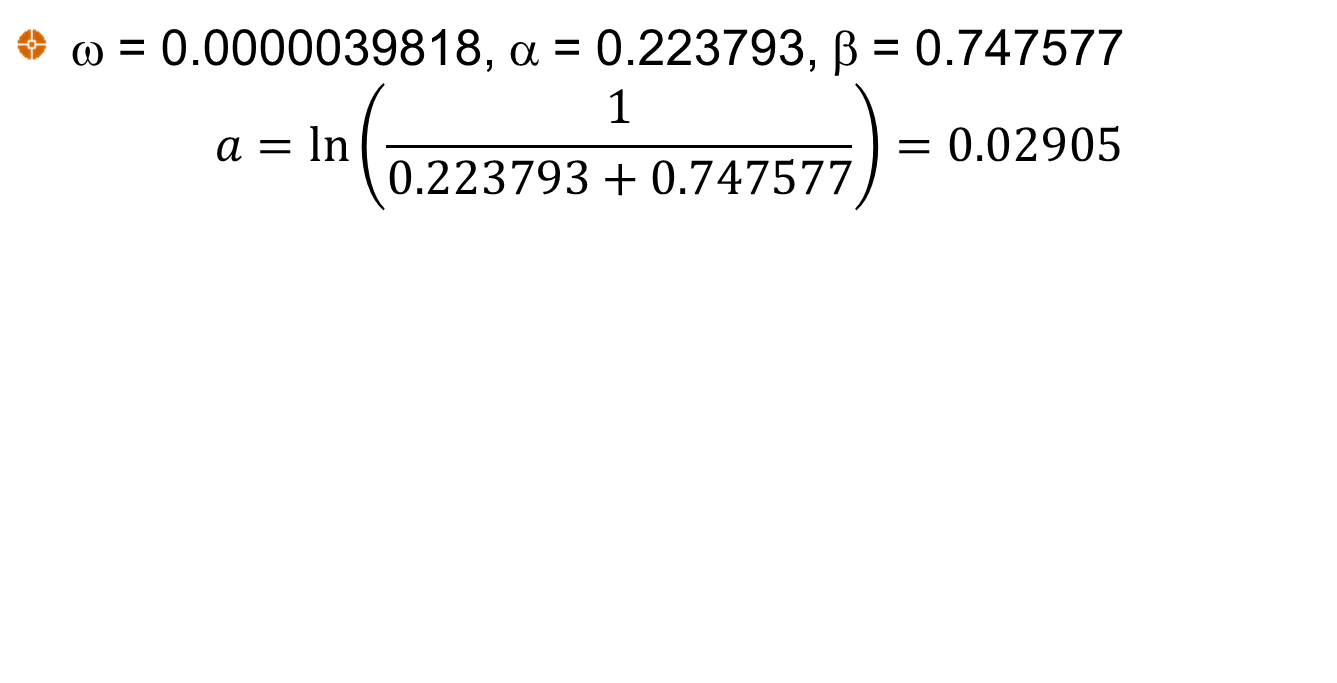 ω = 0.0000039818, α = 0.223793, β = 0.747577
a = ln(1 / (0.223793 + 0.747577)) = 0.02905